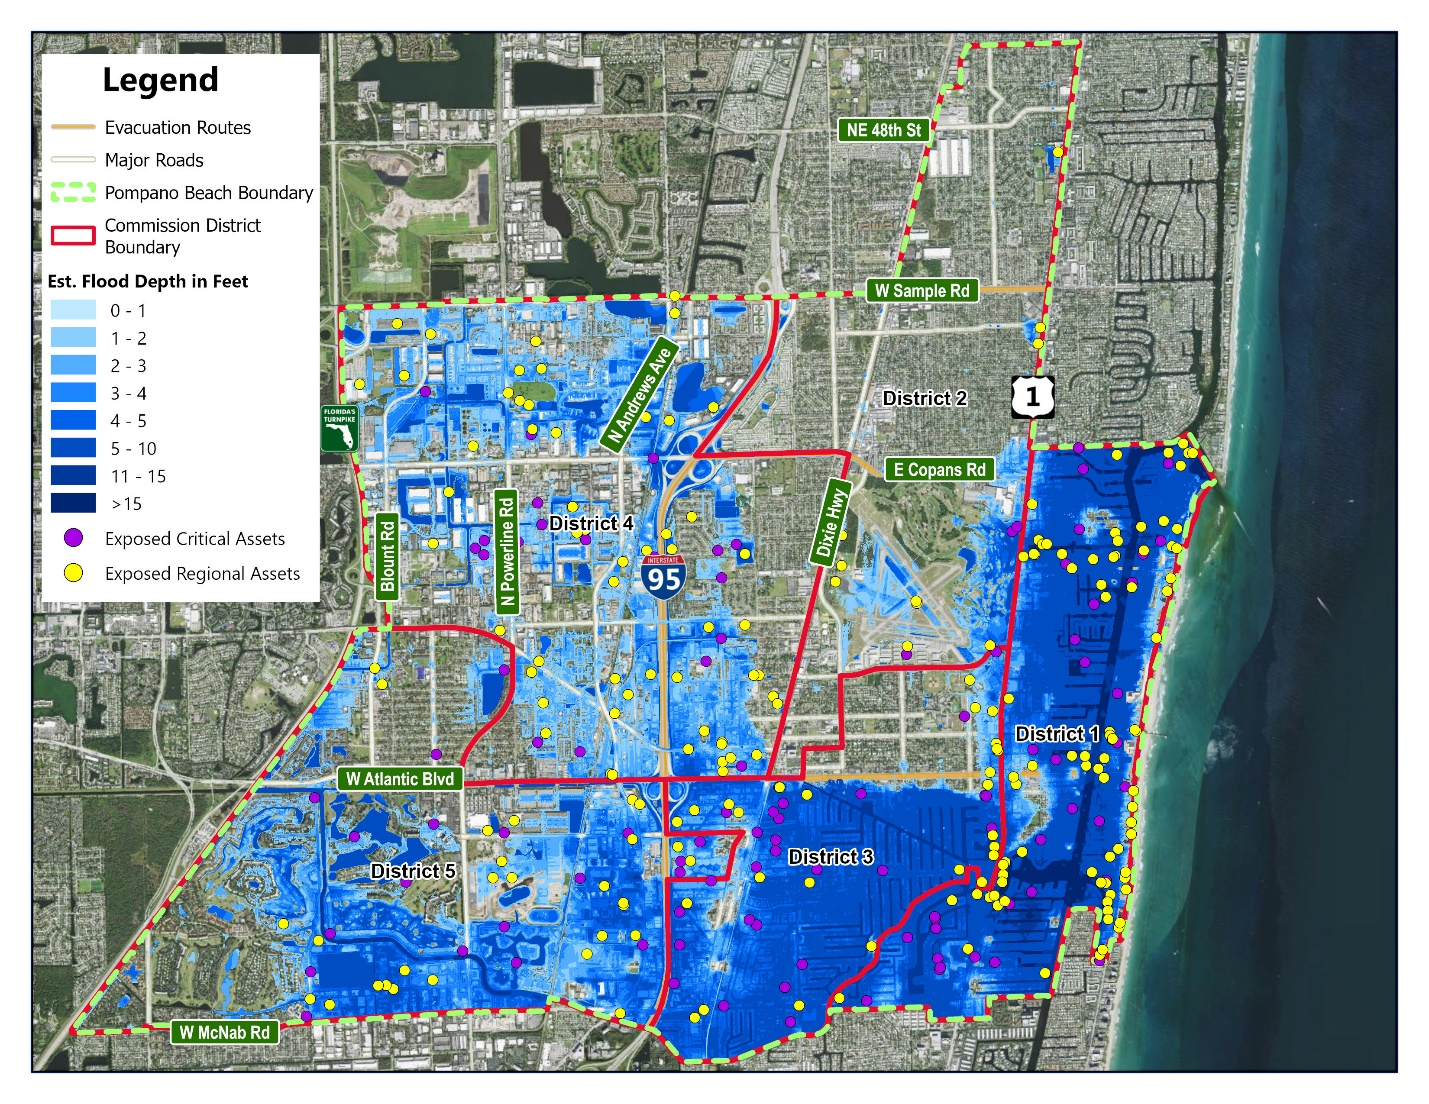 Legend
Evacuation Routes
Major Roads
Pompano Beach Boundary
Commission District
Boundary
Est. Flood Depth in Feet
0 - 1
1 - 2
2 - 3
3 - 4
4 - 5
5 - 10
11 - 15
>15
Exposed Critical Assets
Exposed Regional Assets
NE 48th St
W Sample Rd
N Andrews Ave
District 2
1
FLORIDA'S
TURNPIKE
E Copans Rd
Dixie Hwy
District 4
N Powerline Rd
Blount Rd
INTERSTATE
95
District 1
W Atlantic Blvd
District 3
District 5
W McNab Rd